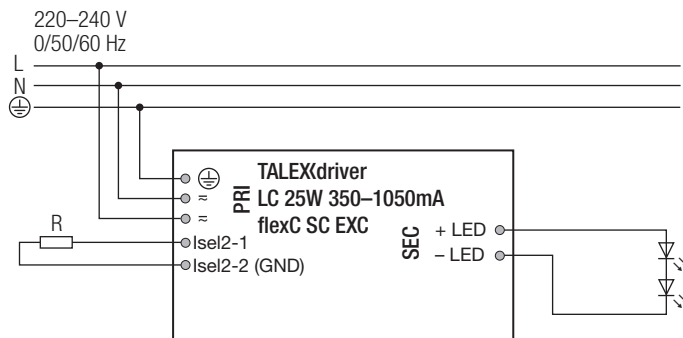 220–240 V
0/50/60 Hz
L
N
PRI
TALEXXdriver
LC 25W 350–1050mA
flexC SC EXC
≈
≈
R
Isel2-1
Isel2-2 (GND)
SEC
+ LED
– LED